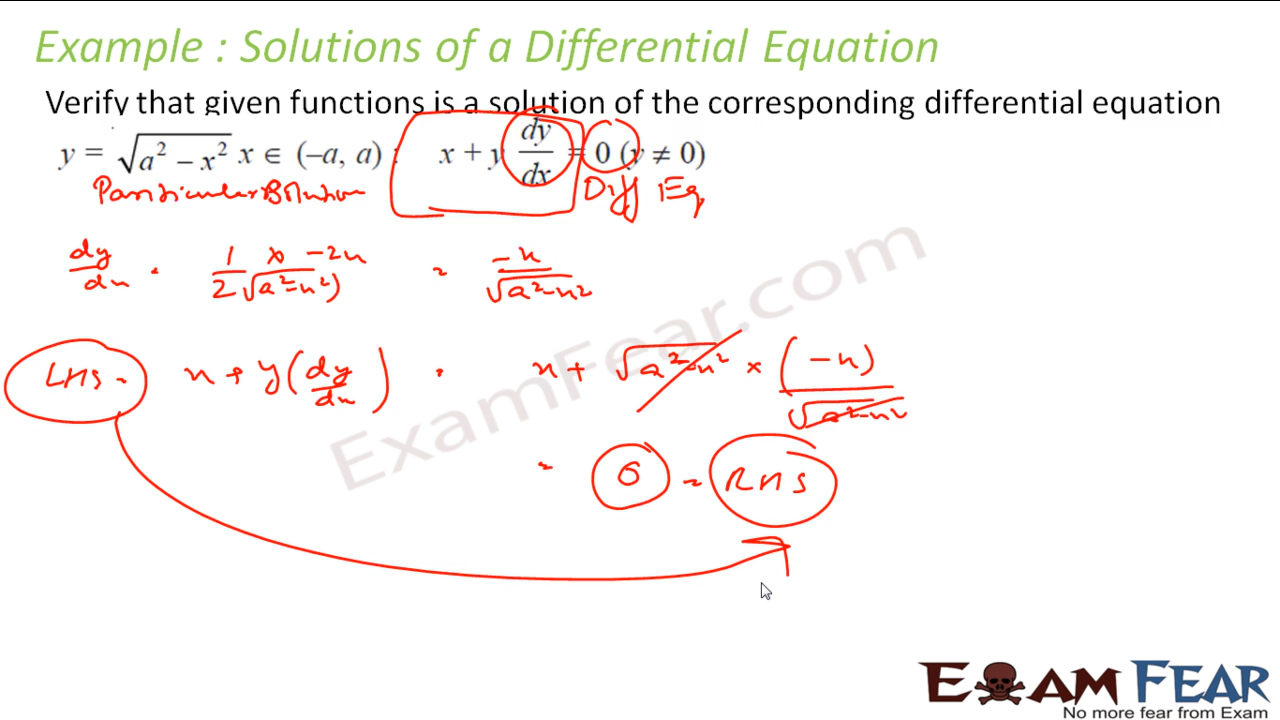 Example : Solutions of a Differential Equation
Verify that given functions is a solution of the corresponding differential equation
y = √(a² − x²) x ∈ (–a, a) ; x + y dy/dx = 0 (y ≠ 0)
Particular Solution Diff Eq
dy/dx = 1/(2√(a²−x²)) × −2x = −x/√(a²−x²)
LHS = x + y(dy/dx) = x + √(a²−x²) × (−x)/√(a²−x²)
= 0 = RHS
ExamFear.com
EXAM FEAR
No more fear from Exam